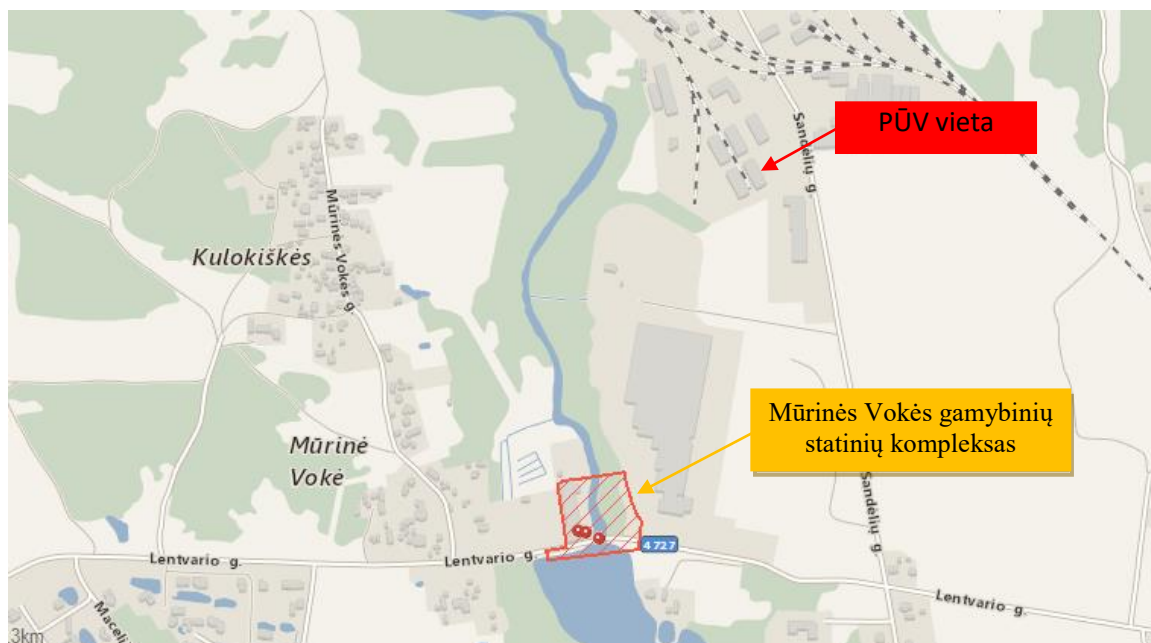 PŪV vieta
Sandėlių g.
Mūrinės Vokės g.
Kulokiškės
Mūrinės Vokės gamybinių
statinių kompleksas
Mūrinė
Vokė
Sandėlių g.
4727
Lentvario g.
Lentvario g.
Lentvario g.
Maceli
3km